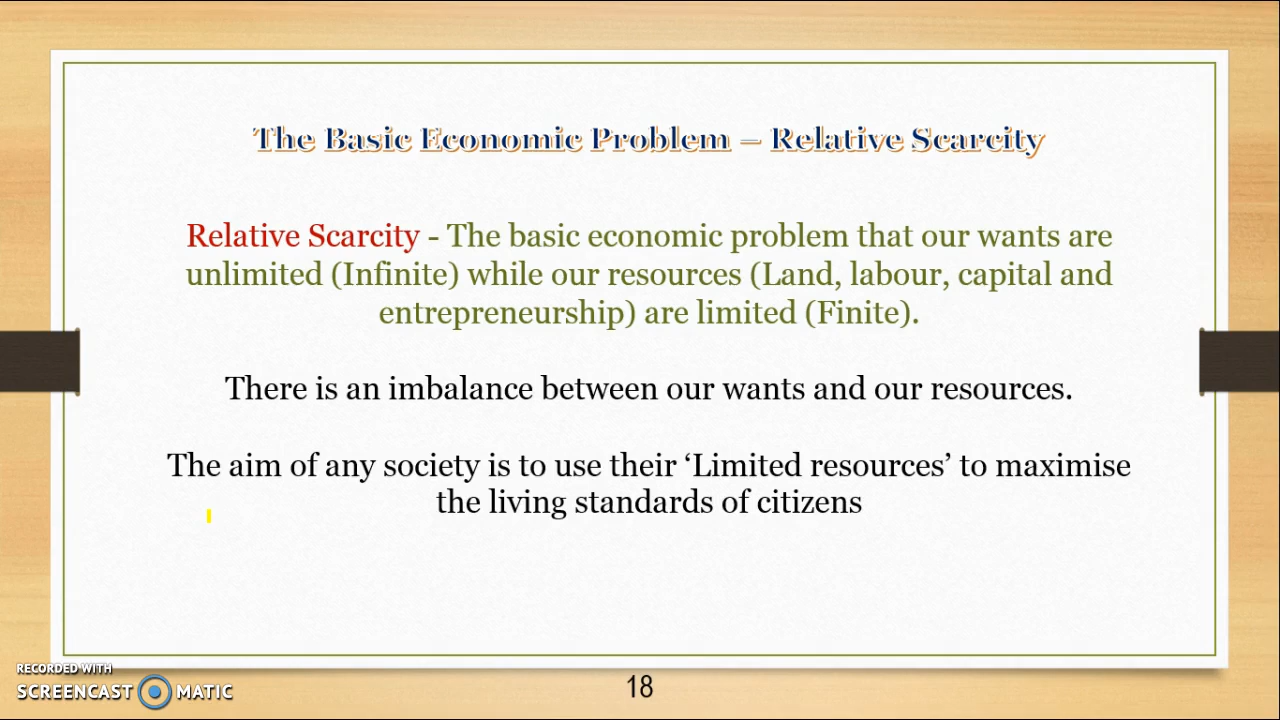 The Basic Economic Problem – Relative Scarcity
Relative Scarcity - The basic economic problem that our wants are
unlimited (Infinite) while our resources (Land, labour, capital and
entrepreneurship) are limited (Finite).
There is an imbalance between our wants and our resources.
The aim of any society is to use their ‘Limited resources’ to maximise
the living standards of citizens
RECORDED WITH
SCREENCAST MATIC
18